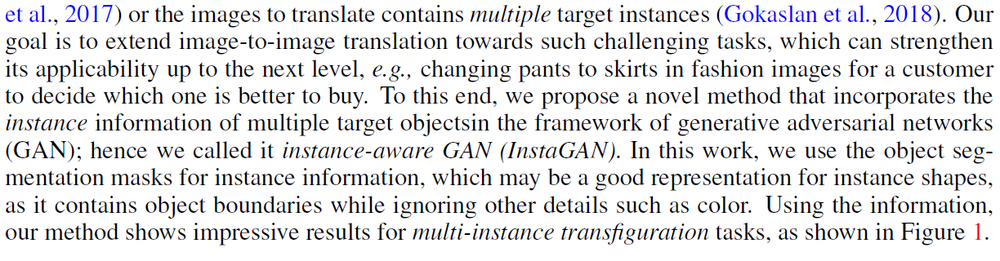 et al., 2017) or the images to translate contains multiple target instances (Gokaslan et al., 2018). Our
goal is to extend image-to-image translation towards such challenging tasks, which can strengthen
its applicability up to the next level, e.g., changing pants to skirts in fashion images for a customer
to decide which one is better to buy. To this end, we propose a novel method that incorporates the
instance information of multiple target objectsin the framework of generative adversarial networks
(GAN); hence we called it instance-aware GAN (InstaGAN). In this work, we use the object seg-
mentation masks for instance information, which may be a good representation for instance shapes,
as it contains object boundaries while ignoring other details such as color. Using the information,
our method shows impressive results for multi-instance transfiguration tasks, as shown in Figure 1.